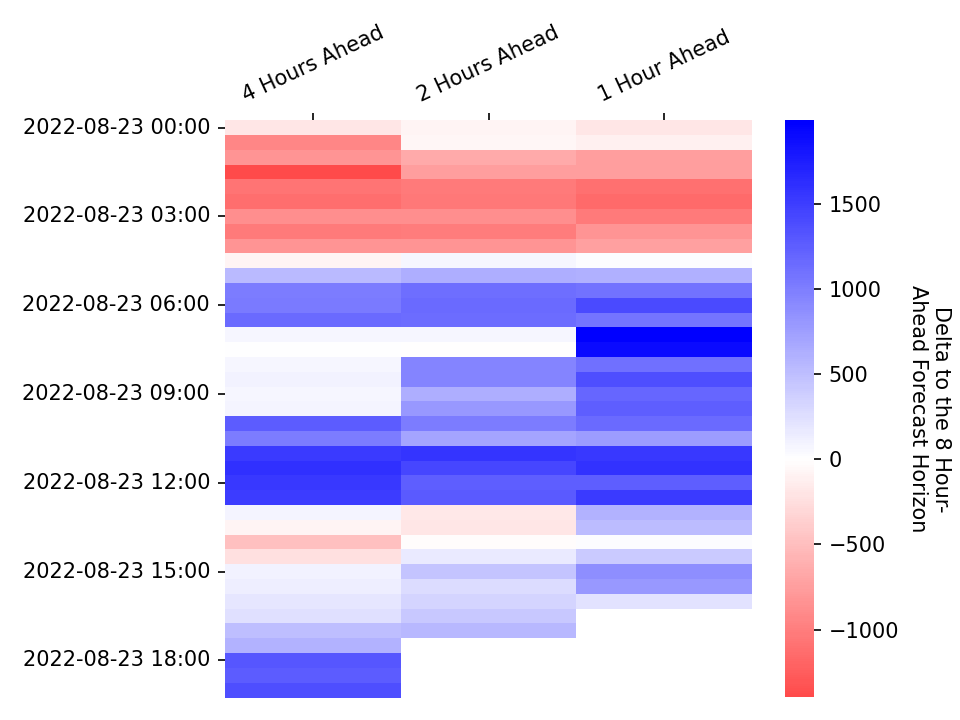 4 Hours Ahead
2 Hours Ahead
1 Hour Ahead
2022-08-23 00:00
2022-08-23 03:00
2022-08-23 06:00
2022-08-23 09:00
2022-08-23 12:00
2022-08-23 15:00
2022-08-23 18:00
1500
1000
500
0
−500
−1000
Delta to the 8 Hour-
Ahead Forecast Horizon